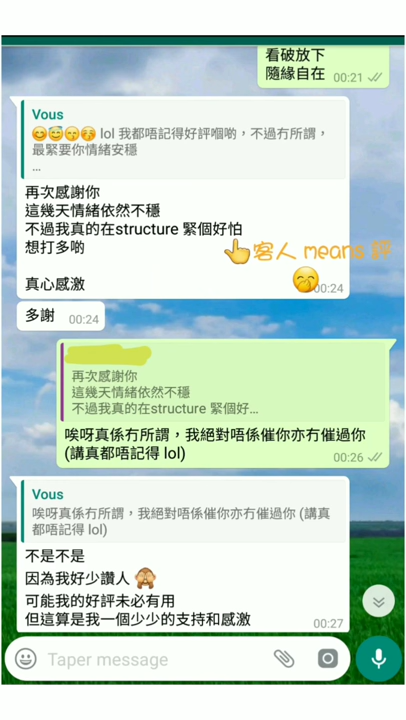 看破放下
隨緣自在
00:21
Vous
lol 我都唔記得好評嗰啲，不過冇所謂，
最緊要你情緒安穩
...
再次感謝你
這幾天情緒依然不穩
不過我真的在structure 緊個好怕
想打多啲
客人 means 評
真心感激
00:24
多謝 00:24
再次感謝你
這幾天情緒依然不穩
不過我真的在structure 緊個好...
唉呀真係冇所謂，我絕對唔係催你亦冇催過你
(講真都唔記得 lol)
00:26
Vous
唉呀真係冇所謂，我絕對唔係催你亦冇催過你 (講真
都唔記得 lol)
不是不是
因為我好少讚人
可能我的好評未必有用
但這算是我一個少少的支持和感激
00:27
Taper message